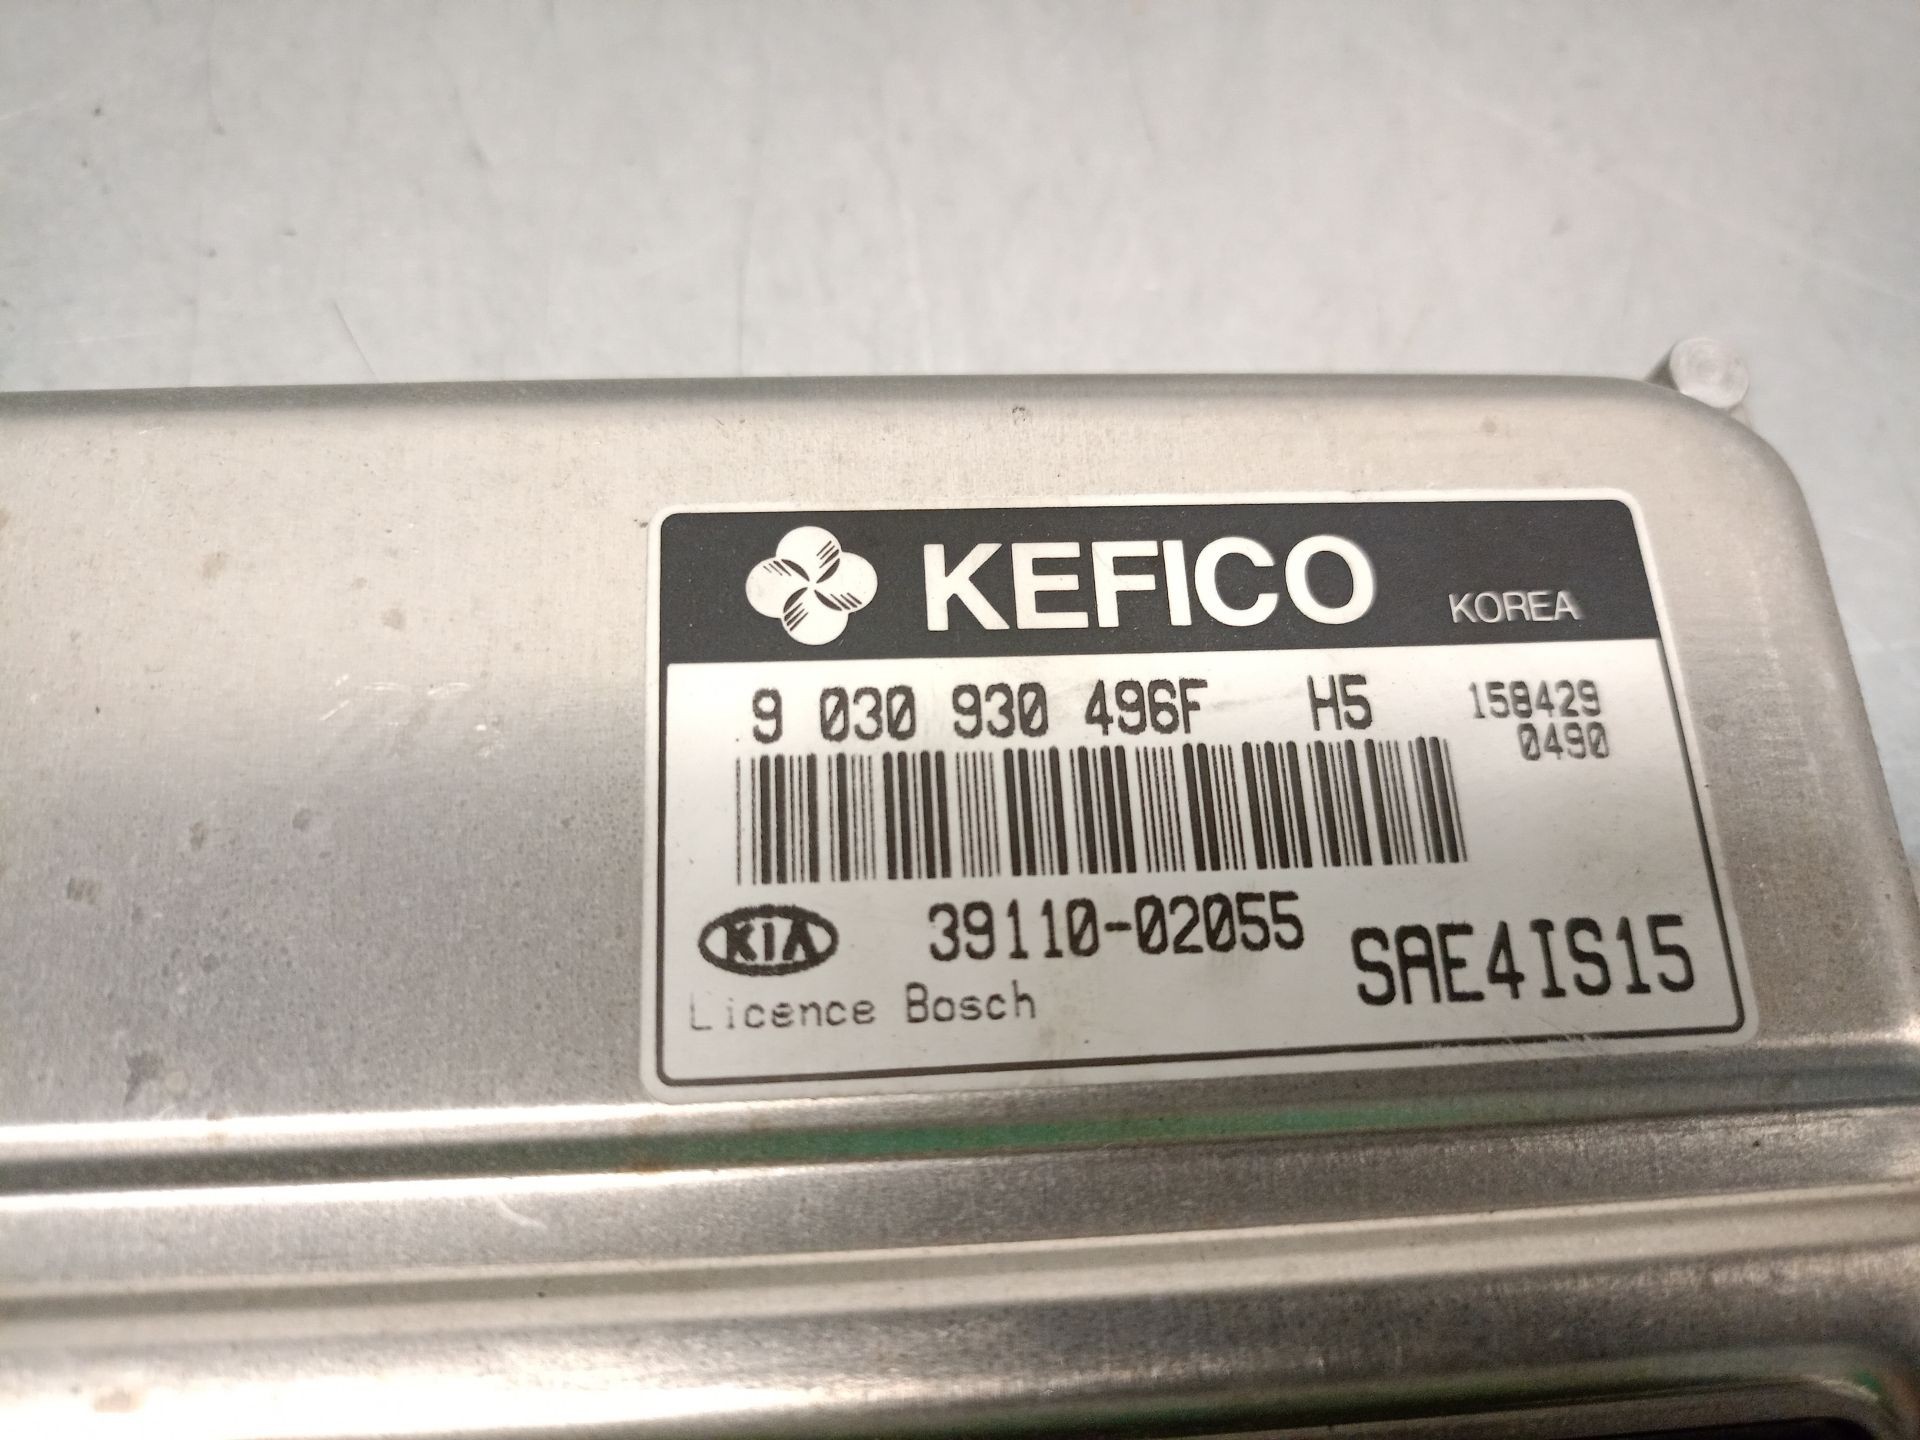 KEFICO KOREA
9 030 930 496F H5 158429
0490
KIA 39110-02055 SAE4IS15
Licence Bosch